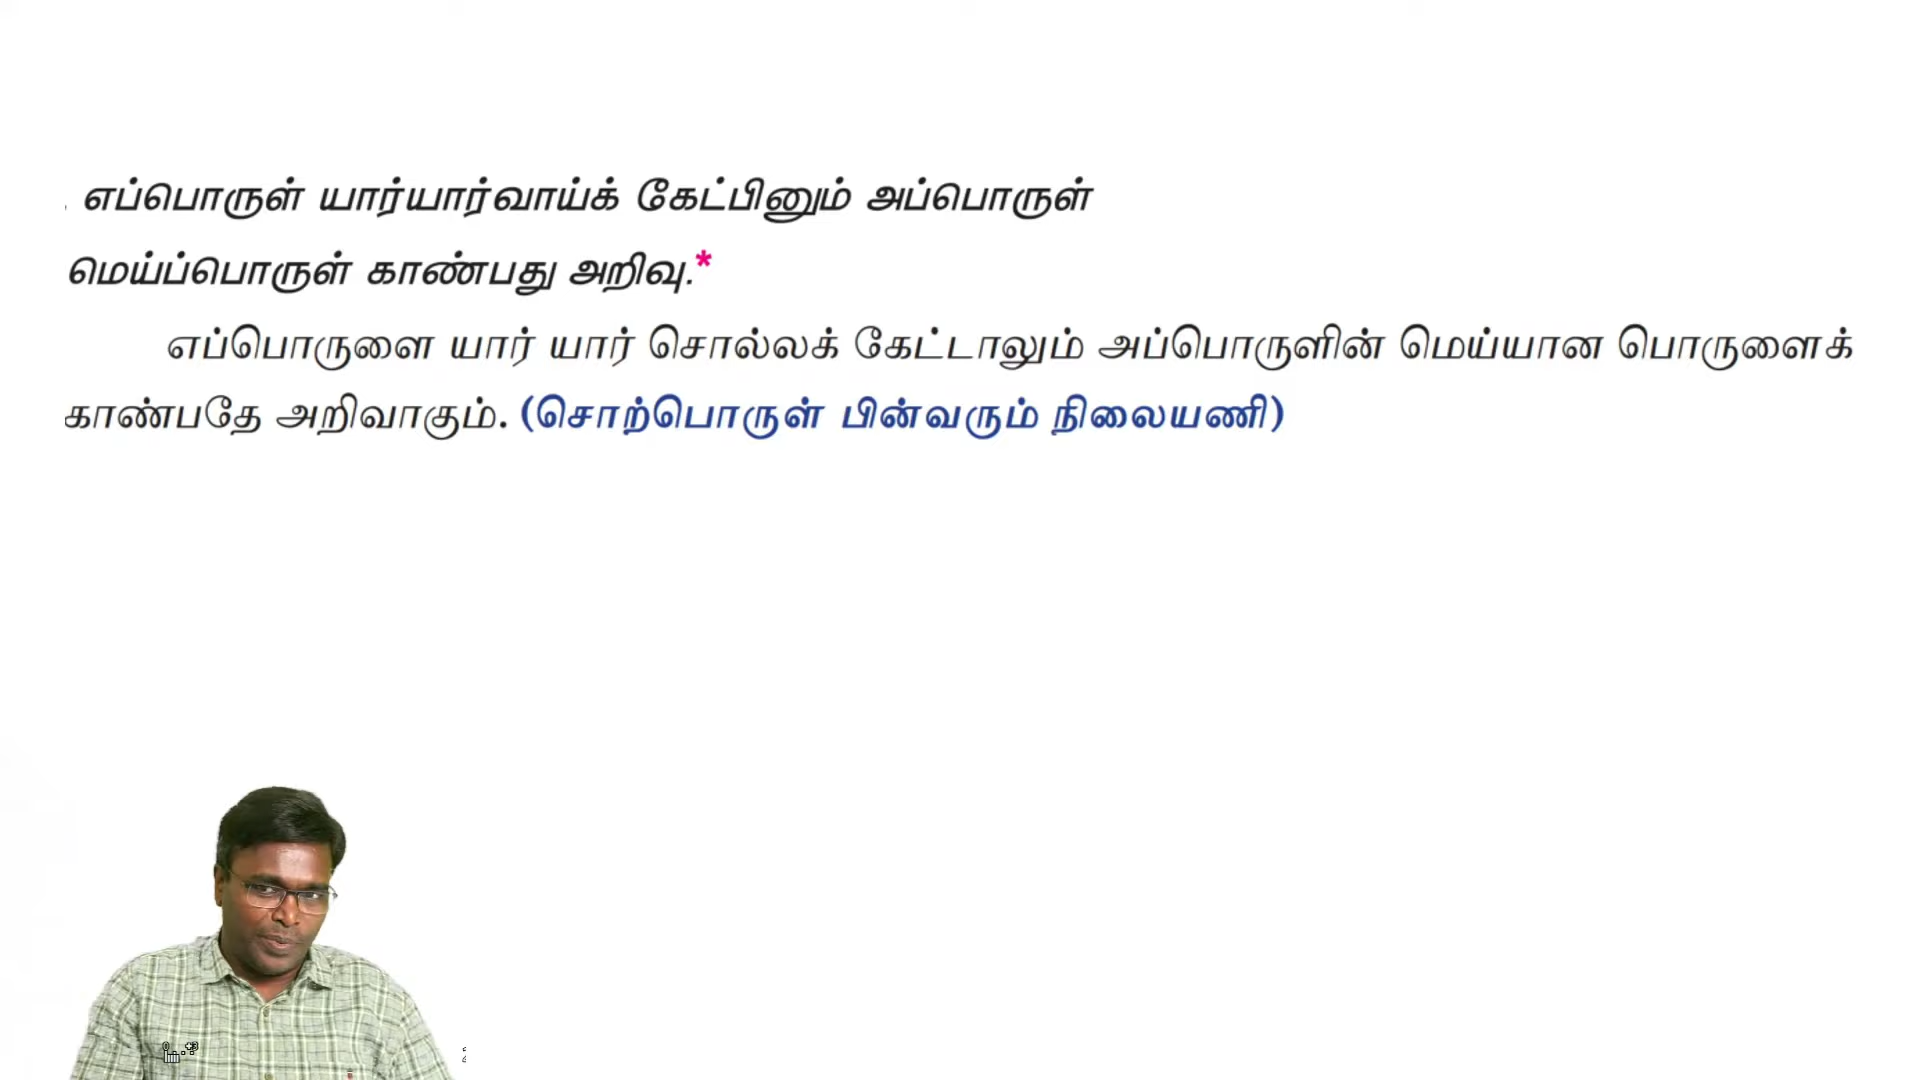 எப்பொருள் யார்யார்வாய்க் கேட்பினும் அப்பொருள்
மெய்ப்பொருள் காண்பது அறிவு.*
எப்பொருளை யார் யார் சொல்லக் கேட்டாலும் அப்பொருளின் மெய்யான பொருளைக்
காண்பதே அறிவாகும். (சொற்பொருள் பின்வரும் நிலையணி)